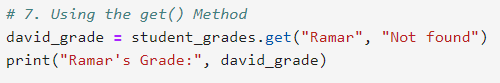 # 7. Using the get() Method
david_grade = student_grades.get("Ramar", "Not found")
print("Ramar's Grade:", david_grade)